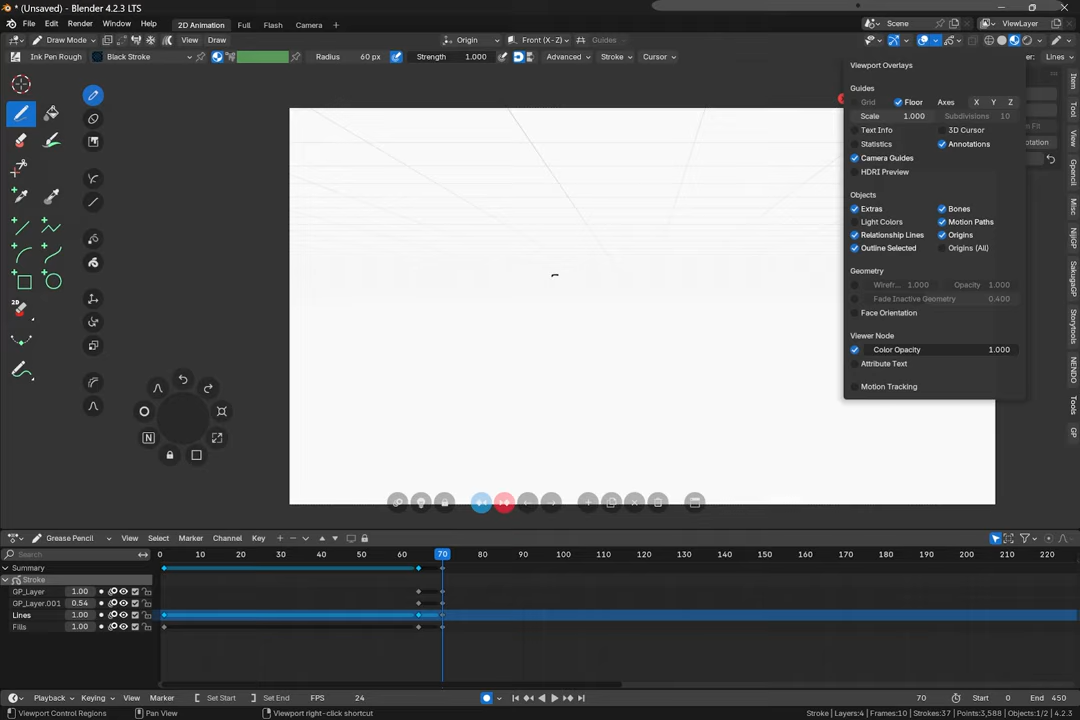 * (Unsaved) - Blender 4.2.3 LTS
File Edit Render Window Help 2D Animation Full Flash Camera + Scene ViewLayer
Draw Mode View Draw Origin Front (X-Z) Guides
Ink Pen Rough Black Stroke Radius 60 px Strength 1.000 Advanced Stroke Cursor Lines
Viewport Overlays
Guides
Grid Floor Axes X Y Z
Scale 1.000 Subdivisions 10
Text Info 3D Cursor
Statistics Annotations
Camera Guides
HDRI Preview
Objects
Extras Bones
Light Colors Motion Paths
Relationship Lines Origins
Outline Selected Origins (All)
Geometry
Wirefr... 1.000 Opacity 1.000
Fade Inactive Geometry 0.400
Face Orientation
Viewer Node
Color Opacity 1.000
Attribute Text
Motion Tracking
Item
Tool
View
Gpencil
Misc
NijiGP
SakugaGP
Storytools
NENDO
Tools
GP
2D
N
Grease Pencil View Select Marker Channel Key
Search 0 10 20 30 40 50 60 70 80 90 100 110 120 130 140 150 160 170 180 190 200 210 220
Summary
Stroke
GP_Layer 1.00
GP_Layer.001 0.54
Lines 1.00
Fills 1.00
Playback Keying View Marker Set Start Set End FPS 24 70 Start 0 End 450
Viewport Control Regions Pan View Viewport right-click shortcut Stroke | Layers:4 | Frames:10 | Strokes:37 | Points:3,588 | Objects:1/2 | 4.2.3